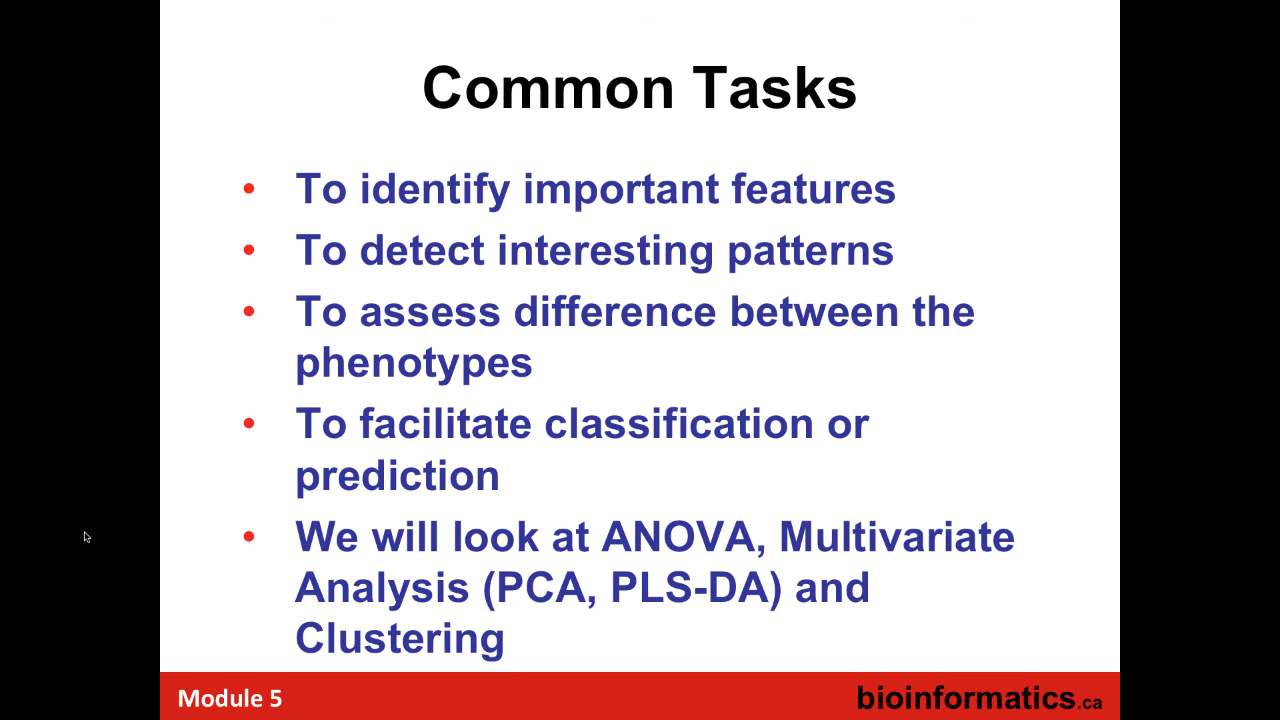 Common Tasks
• To identify important features
• To detect interesting patterns
• To assess difference between the
phenotypes
• To facilitate classification or
prediction
• We will look at ANOVA, Multivariate
Analysis (PCA, PLS-DA) and
Clustering
Module 5
bioinformatics.ca